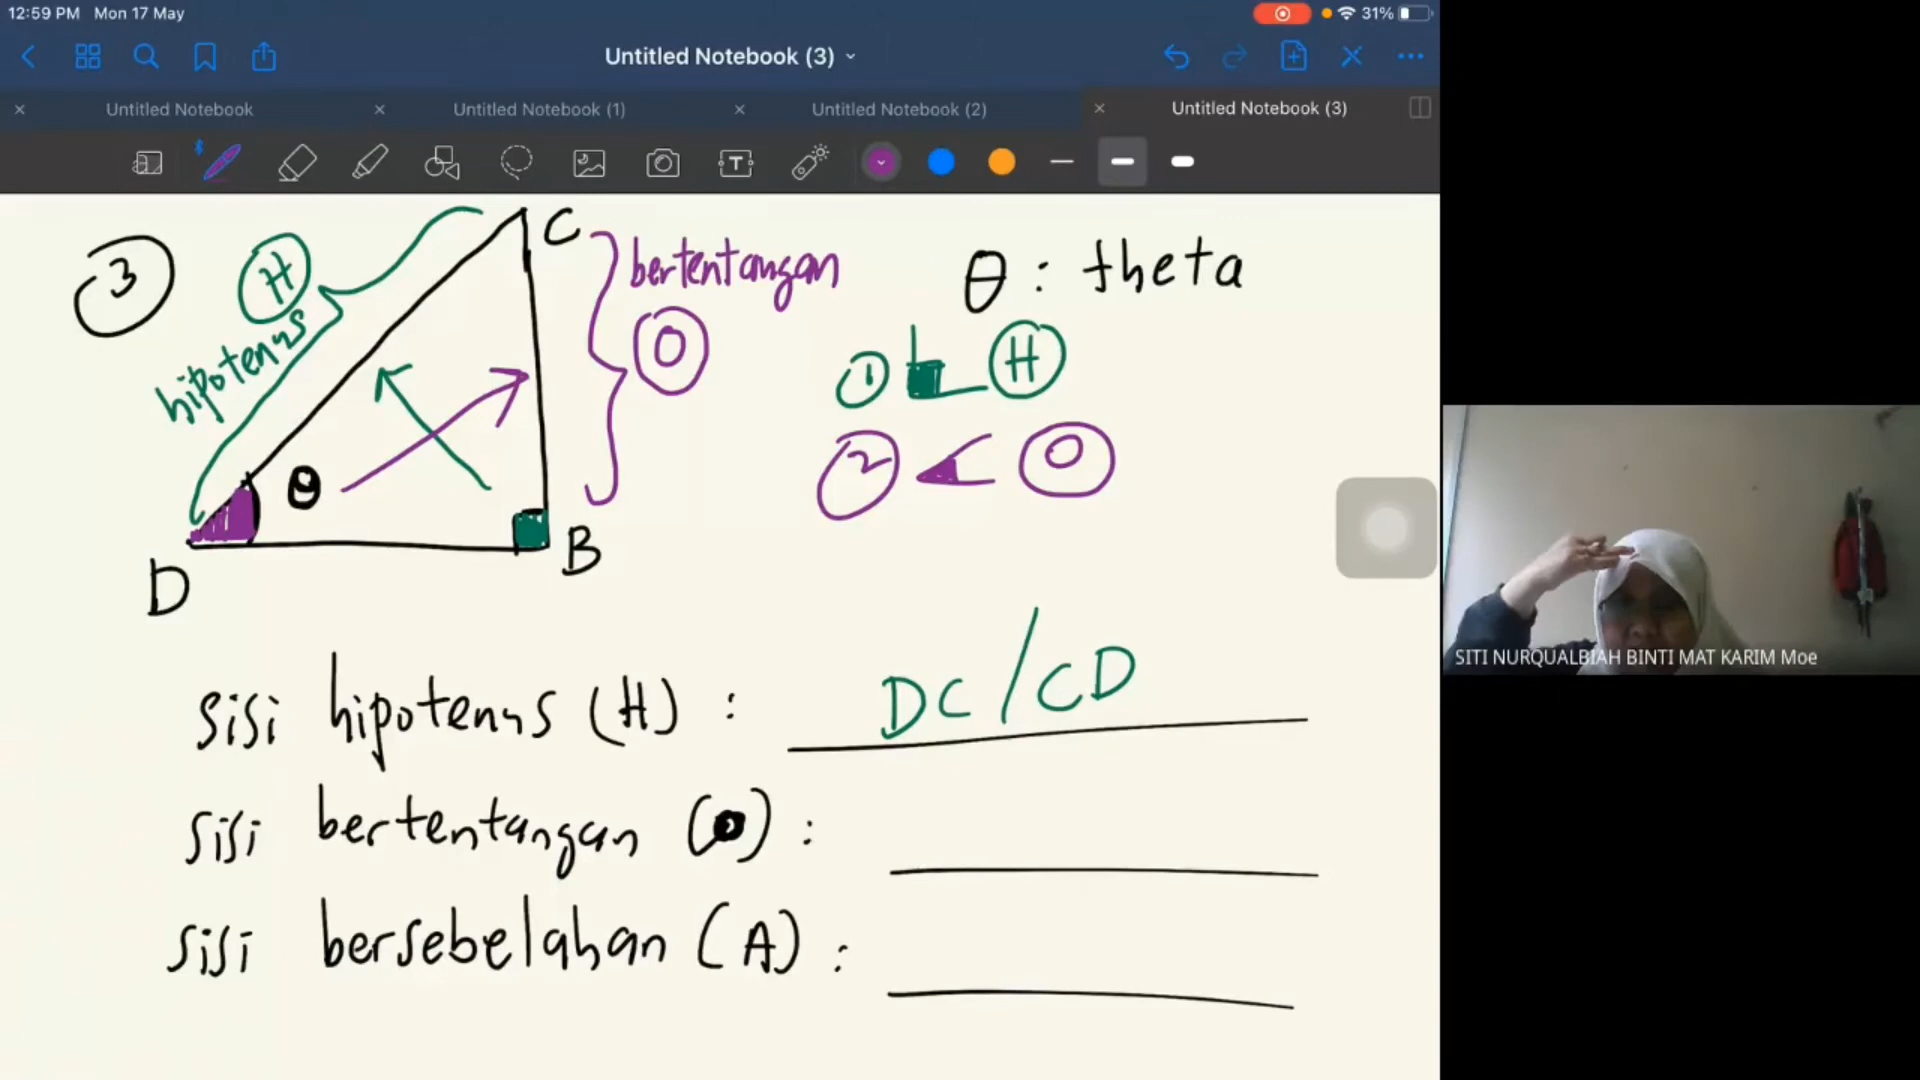 12:59 PM Mon 17 May
31%
Untitled Notebook (3)
Untitled Notebook
Untitled Notebook (1)
Untitled Notebook (2)
Untitled Notebook (3)
T
3
H
hipotenus
C
bertentangan
O
θ : theta
1 H
2 O
θ
D
B
sisi hipotenus (H) : DC/CD
sisi bertentangan (O) :
sisi bersebelahan (A) :
SITI NURQUALBIAH BINTI MAT KARIM Moe